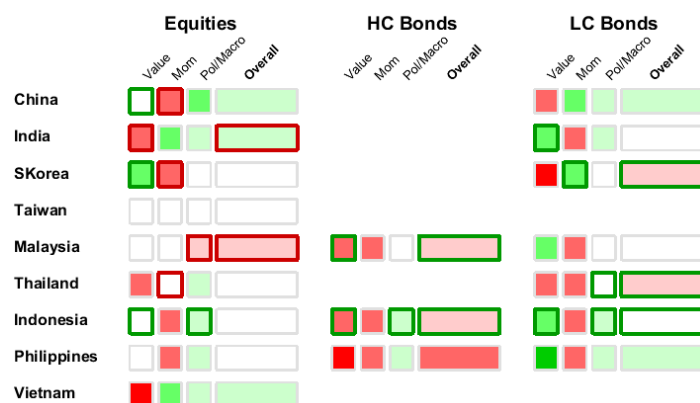 Equities HC Bonds LC Bonds
Value Mom Pol/Macro Overall Value Mom Pol/Macro Overall Value Mom Pol/Macro Overall
China
India
SKorea
Taiwan
Malaysia
Thailand
Indonesia
Philippines
Vietnam